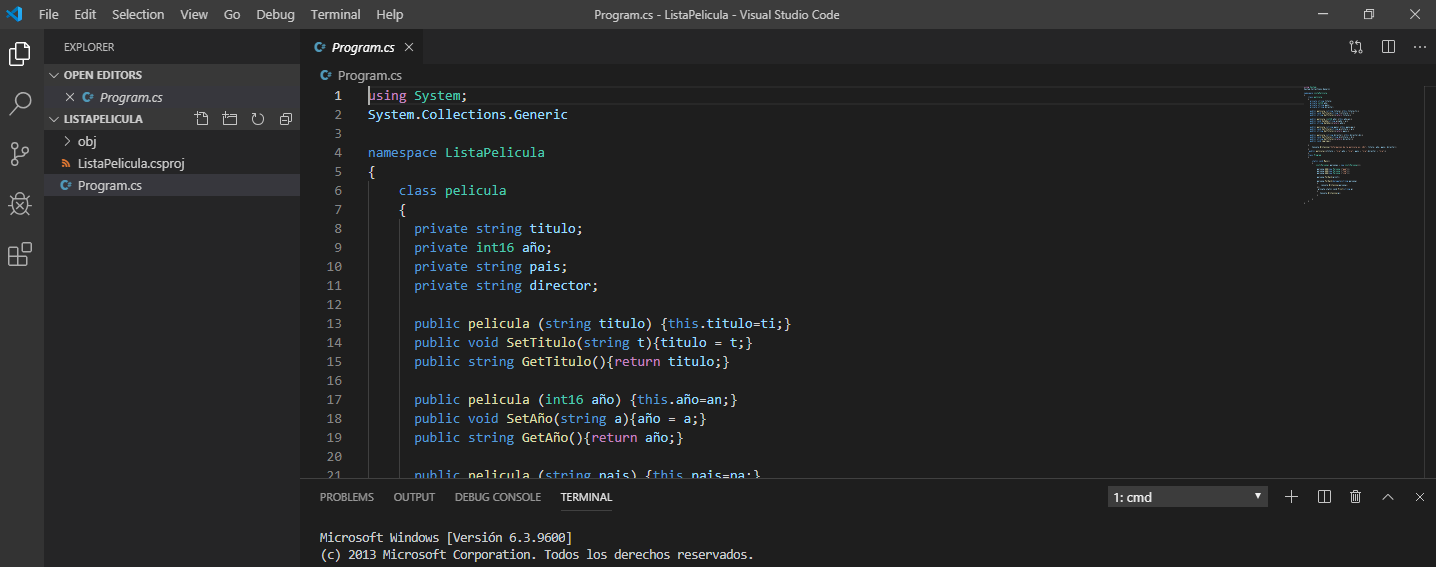 File Edit Selection View Go Debug Terminal Help
Program.cs - ListaPelicula - Visual Studio Code
EXPLORER
OPEN EDITORS
Program.cs
LISTAPELICULA
obj
ListaPelicula.csproj
Program.cs
Program.cs
Program.cs
1 using System;
2 System.Collections.Generic
3
4 namespace ListaPelicula
5 {
6 class pelicula
7 {
8 private string titulo;
9 private int16 año;
10 private string pais;
11 private string director;
12
13 public pelicula (string titulo) {this.titulo=ti;}
14 public void SetTitulo(string t){titulo = t;}
15 public string GetTitulo(){return titulo;}
16
17 public pelicula (int16 año) {this.año=an;}
18 public void SetAño(string a){año = a;}
19 public string GetAño(){return año;}
20
21 public pelicula (string pais) {this.pais=pa;}
PROBLEMS OUTPUT DEBUG CONSOLE TERMINAL
1: cmd
Microsoft Windows [Versión 6.3.9600]
(c) 2013 Microsoft Corporation. Todos los derechos reservados.